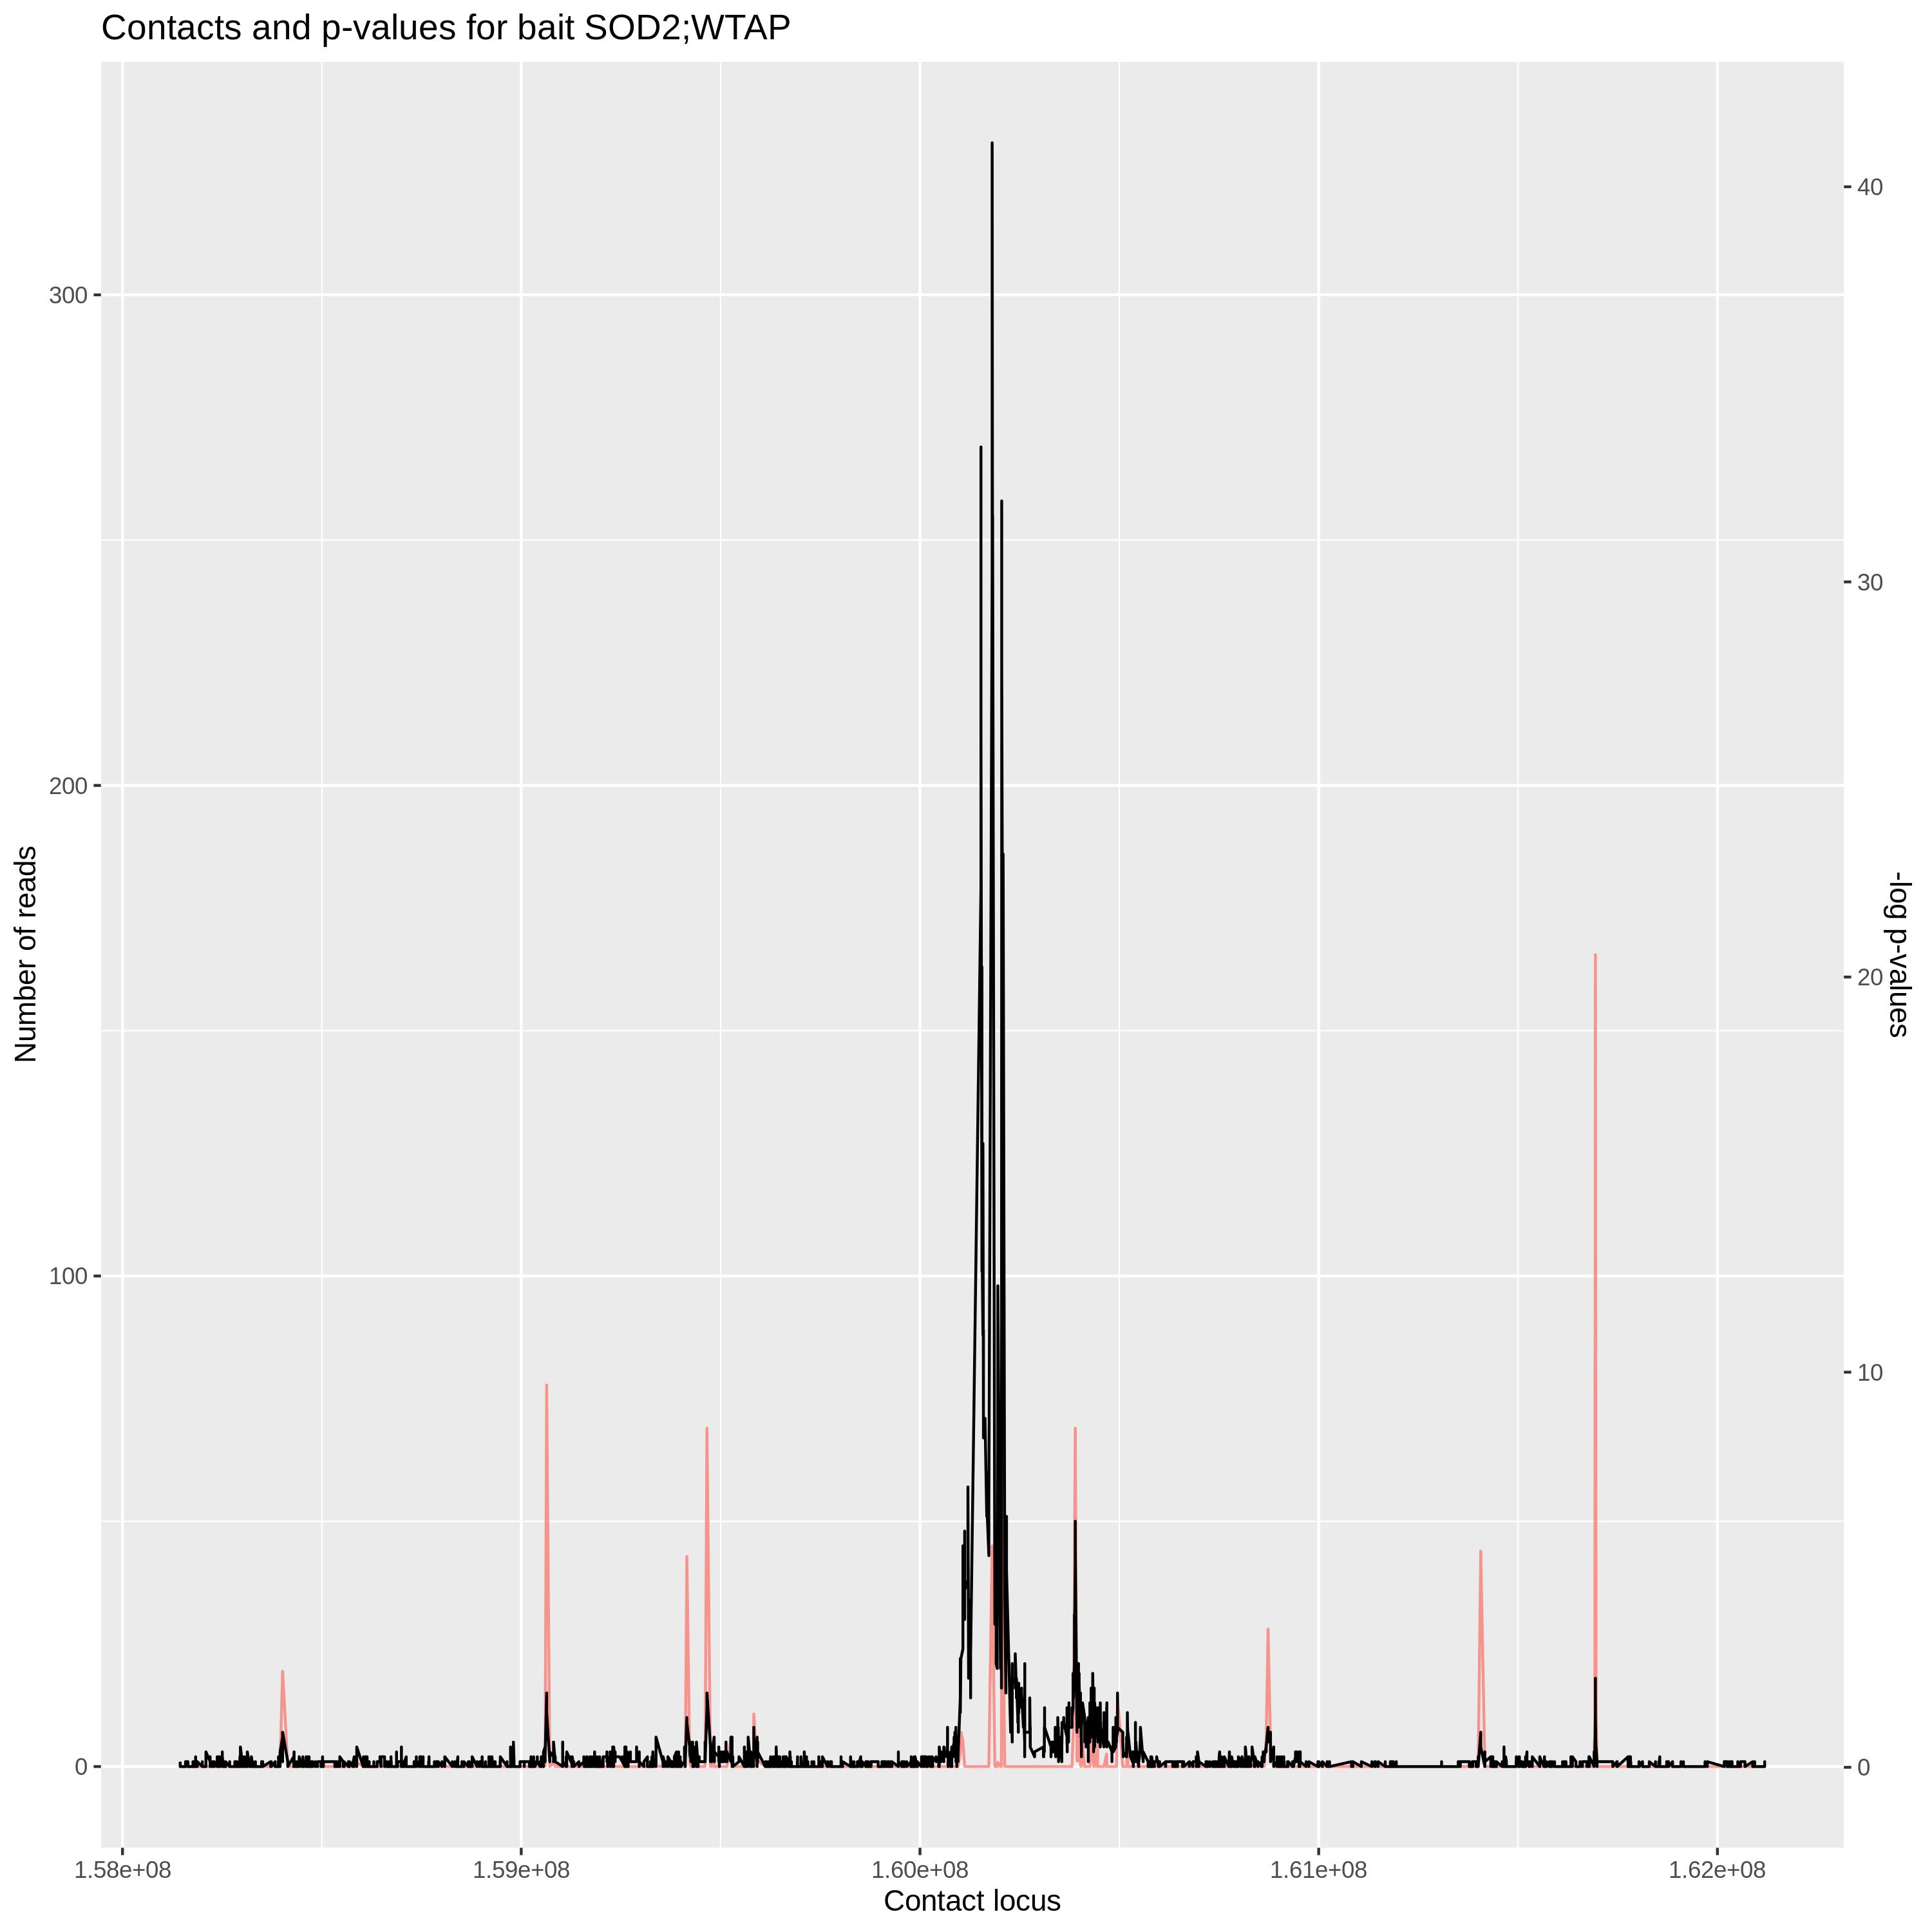 Contacts and p-values for bait SOD2;WTAP
300
200
100
0
Number of reads
40
30
20
10
0
-log p-values
1.58e+08
1.59e+08
1.60e+08
1.61e+08
1.62e+08
Contact locus